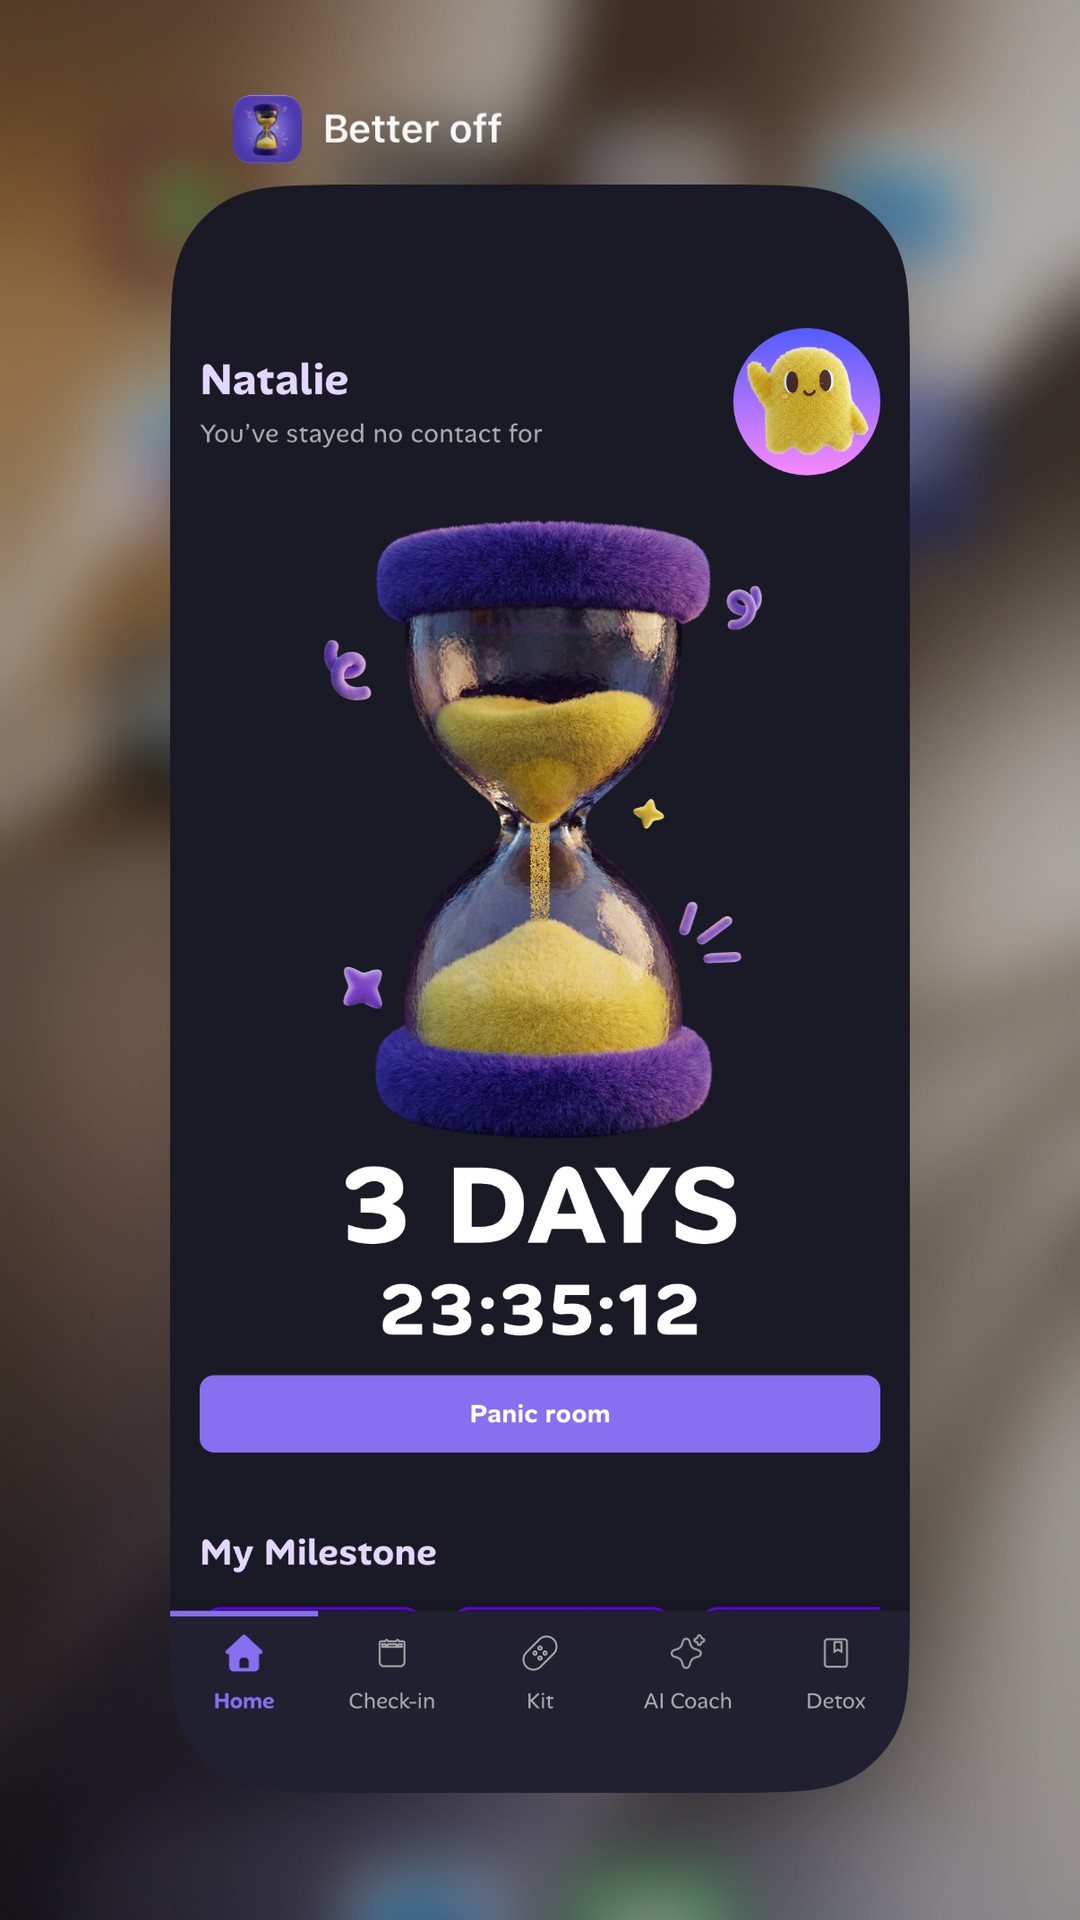 Better off
Natalie
You’ve stayed no contact for
3 DAYS
23:35:12
Panic room
My Milestone
Home
Check-in
Kit
AI Coach
Detox